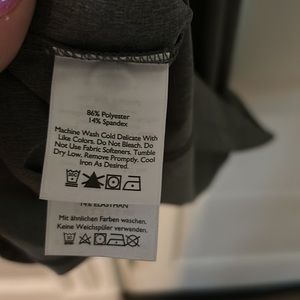 86% Polyester
14% Spandex
Machine Wash Cold Delicate With
Like Colors. Do Not Bleach. Do
Not Use Fabric Softeners. Tumble
Dry Low. Remove Promptly. Cool
Iron As Desired.
14% ELASTHAN
Mit ähnlichen Farben waschen.
Keine Weichspüler verwenden.